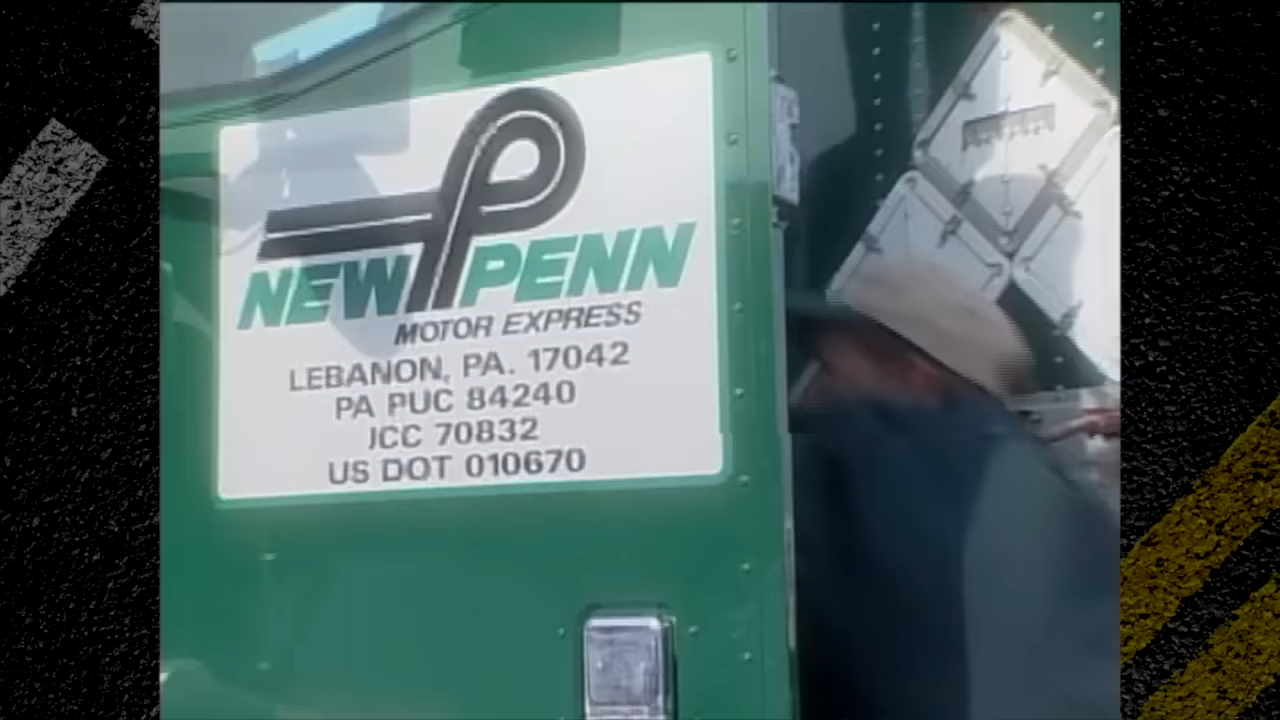 NEW PENN
MOTOR EXPRESS
LEBANON, PA. 17042
PA PUC 84240
ICC 70832
US DOT 010670